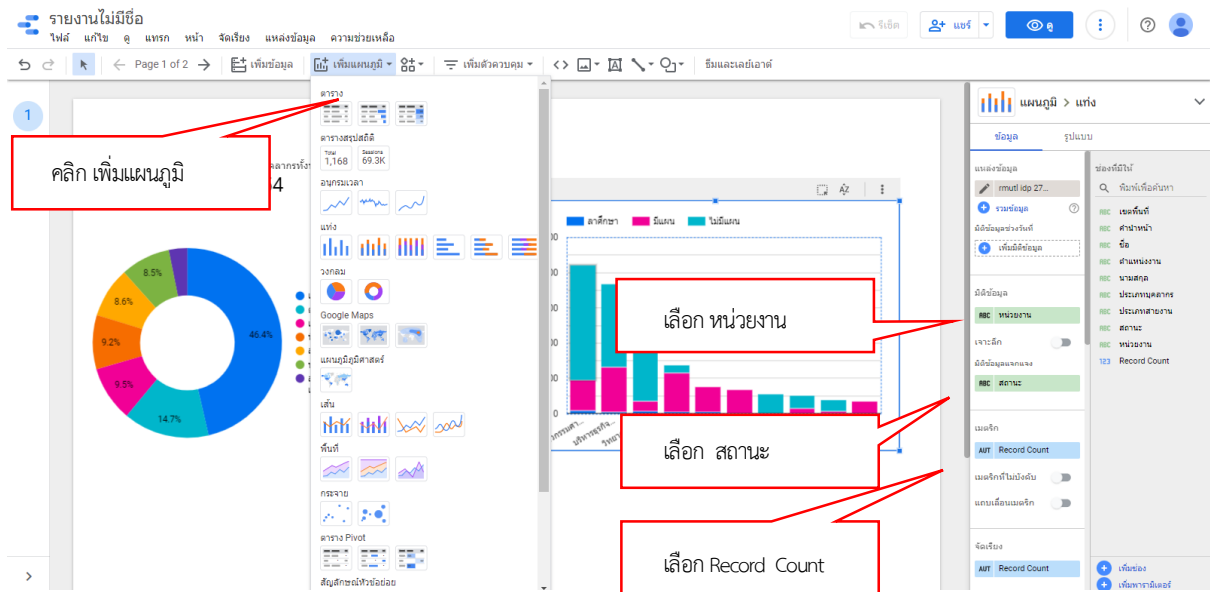 รายงานไม่มีชื่อ
ไฟล์ แก้ไข ดู แทรก หน้า จัดเรียง แหล่งข้อมูล ความช่วยเหลือ
รีเซ็ต
แชร์
ดู
Page 1 of 2
เพิ่มข้อมูล
เพิ่มแผนภูมิ
เพิ่มตัวควบคุม
ธีมและเลย์เอาต์
1
คลิก เพิ่มแผนภูมิ
4
46.4%
14.7%
9.5%
9.2%
8.6%
8.5%
ตาราง
ตารางสรุปสถิติ
Total
1,168
Sessions
69.3K
อนุกรมเวลา
แท่ง
วงกลม
Google Maps
แผนภูมิภูมิศาสตร์
เส้น
พื้นที่
กระจาย
ตาราง Pivot
สัญลักษณ์หัวข้อย่อย
ลาศึกษา มีแผน ไม่มีแผน
0
เลือก หน่วยงาน
เลือก สถานะ
เลือก Record Count
แผนภูมิ > แท่ง
ข้อมูล รูปแบบ
แหล่งข้อมูล
rmutl idp 27...
รวมข้อมูล
มิติข้อมูลช่วงวันที่
เพิ่มมิติข้อมูล
มิติข้อมูล
ABC หน่วยงาน
เจาะลึก
มิติข้อมูลแจกแจง
ABC สถานะ
เมตริก
AUT Record Count
เมตริกที่ไม่บังคับ
แถบเลื่อนเมตริก
จัดเรียง
AUT Record Count
ช่องที่มีให้
พิมพ์เพื่อค้นหา
ABC เขตพื้นที่
ABC คำนำหน้า
ABC ชื่อ
ABC ตำแหน่งงาน
ABC นามสกุล
ABC ประเภทบุคลากร
ABC ประเภทสายงาน
ABC สถานะ
ABC หน่วยงาน
123 Record Count
เพิ่มช่อง
เพิ่มพารามิเตอร์